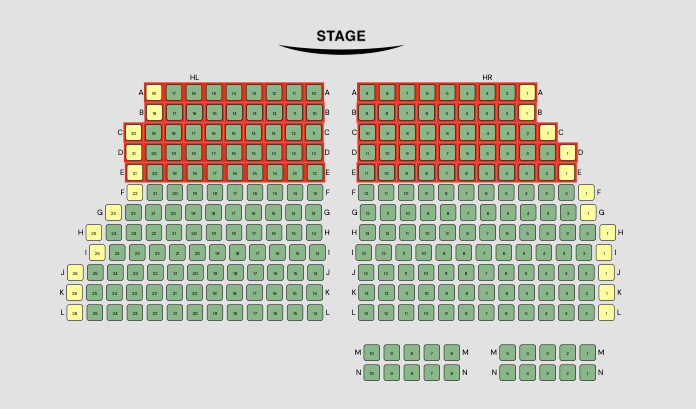 STAGE
HL HR
A 18 17 16 15 14 13 12 11 10 A A 9 8 7 6 5 4 3 2 1 A
B 18 17 16 15 14 13 12 11 10 B B 9 8 7 6 5 4 3 2 1 B
C 20 19 18 17 16 15 14 13 12 11 C C 10 9 8 7 6 5 4 3 2 1 C
D 21 20 19 18 17 16 15 14 13 12 D D 11 10 9 8 7 6 5 4 3 2 1 D
E 21 20 19 18 17 16 15 14 13 12 E E 11 10 9 8 7 6 5 4 3 2 1 E
F 22 21 20 19 18 17 16 15 14 13 F F 12 11 10 9 8 7 6 5 4 3 2 1 F
G 23 22 21 20 19 18 17 16 15 14 13 G G 12 11 10 9 8 7 6 5 4 3 2 1 G
H 25 24 23 22 21 20 19 18 17 16 15 14 H H 13 12 11 10 9 8 7 6 5 4 3 2 1 H
I 25 24 23 22 21 20 19 18 17 16 15 14 I I 13 12 11 10 9 8 7 6 5 4 3 2 1 I
J 26 25 24 23 22 21 20 19 18 17 16 15 14 J J 13 12 11 10 9 8 7 6 5 4 3 2 1 J
K 26 25 24 23 22 21 20 19 18 17 16 15 14 K K 13 12 11 10 9 8 7 6 5 4 3 2 1 K
L 26 25 24 23 22 21 20 19 18 17 16 15 14 L L 13 12 11 10 9 8 7 6 5 4 3 2 1 L
M 10 9 8 7 6 M M 5 4 3 2 1 M
N 10 9 8 7 6 N N 5 4 3 2 1 N